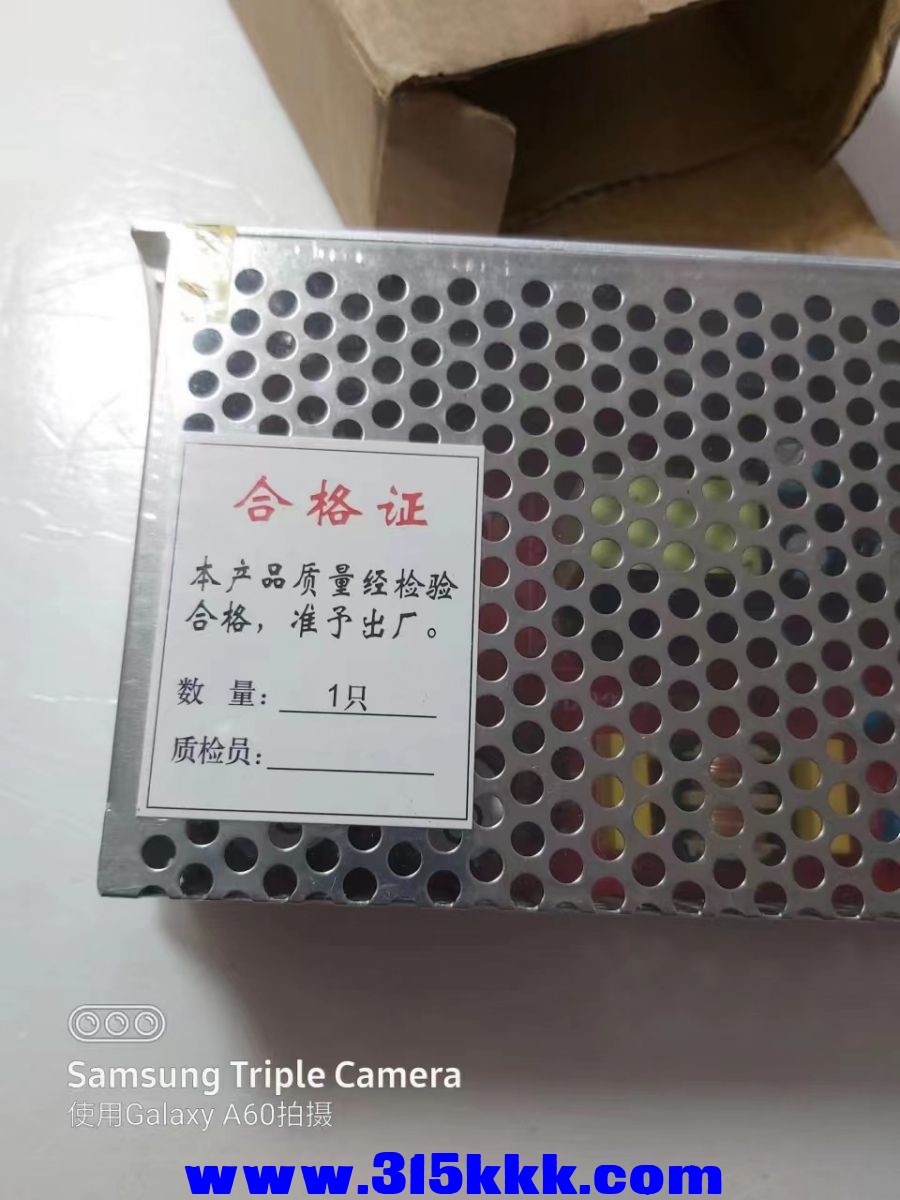 合格证
本产品质量经检验
合格，准予出厂。
数 量： 1只
质检员：
Samsung Triple Camera
使用Galaxy A60拍摄
www.315kkk.com